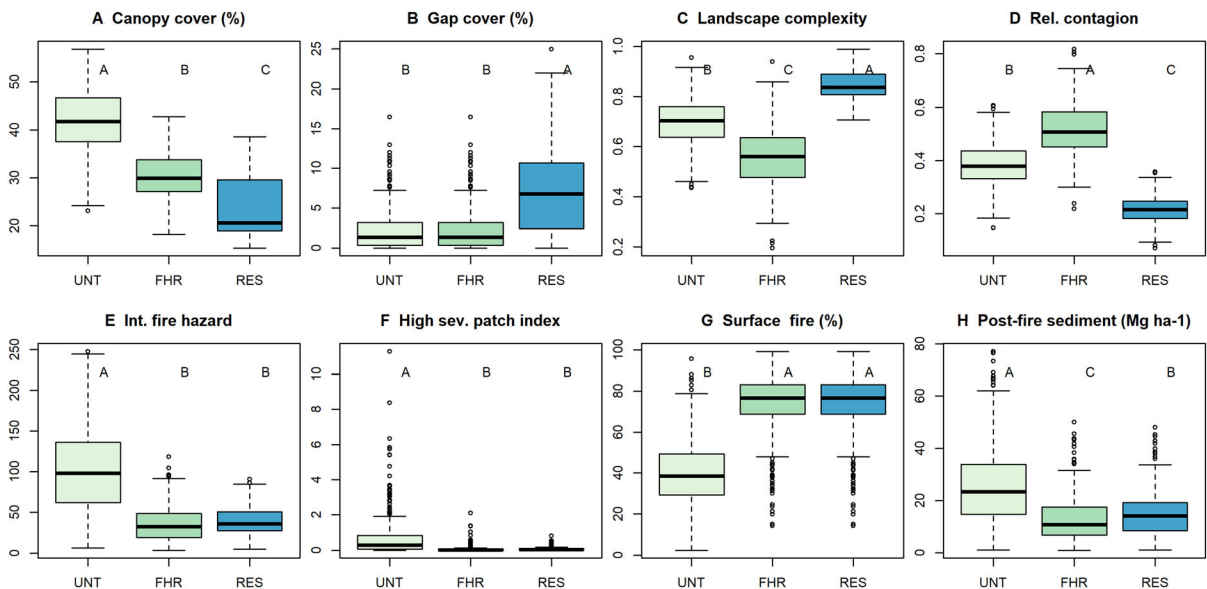 A Canopy cover (%)
50
40
30
20
A
B
C
UNT FHR RES
B Gap cover (%)
25
20
15
10
5
0
B
B
A
UNT FHR RES
C Landscape complexity
1.0
0.8
0.6
0.4
0.2
B
C
A
UNT FHR RES
D Rel. contagion
0.8
0.6
0.4
0.2
B
A
C
UNT FHR RES
E Int. fire hazard
250
200
150
100
50
0
A
B
B
UNT FHR RES
F High sev. patch index
10
8
6
4
2
0
A
B
B
UNT FHR RES
G Surface fire (%)
100
80
60
40
20
0
B
A
A
UNT FHR RES
H Post-fire sediment (Mg ha-1)
80
60
40
20
0
A
C
B
UNT FHR RES